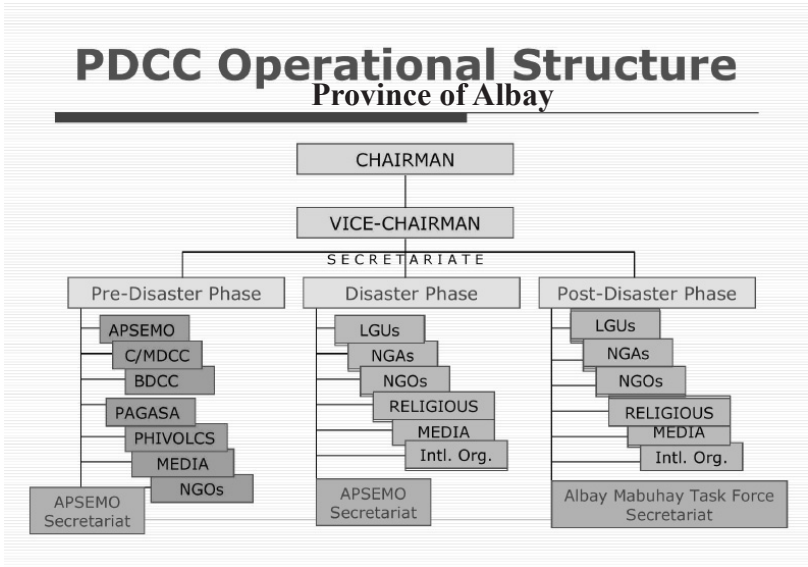 PDCC Operational Structure
Province of Albay
CHAIRMAN
VICE-CHAIRMAN
SECRETARIATE
Pre-Disaster Phase
APSEMO
C/MDCC
BDCC
PAGASA
PHIVOLCS
MEDIA
NGOs
APSEMO
Secretariat
Disaster Phase
LGUs
NGAs
NGOs
RELIGIOUS
MEDIA
Intl. Org.
APSEMO
Secretariat
Post-Disaster Phase
LGUs
NGAs
NGOs
RELIGIOUS
MEDIA
Intl. Org.
Albay Mabuhay Task Force
Secretariat